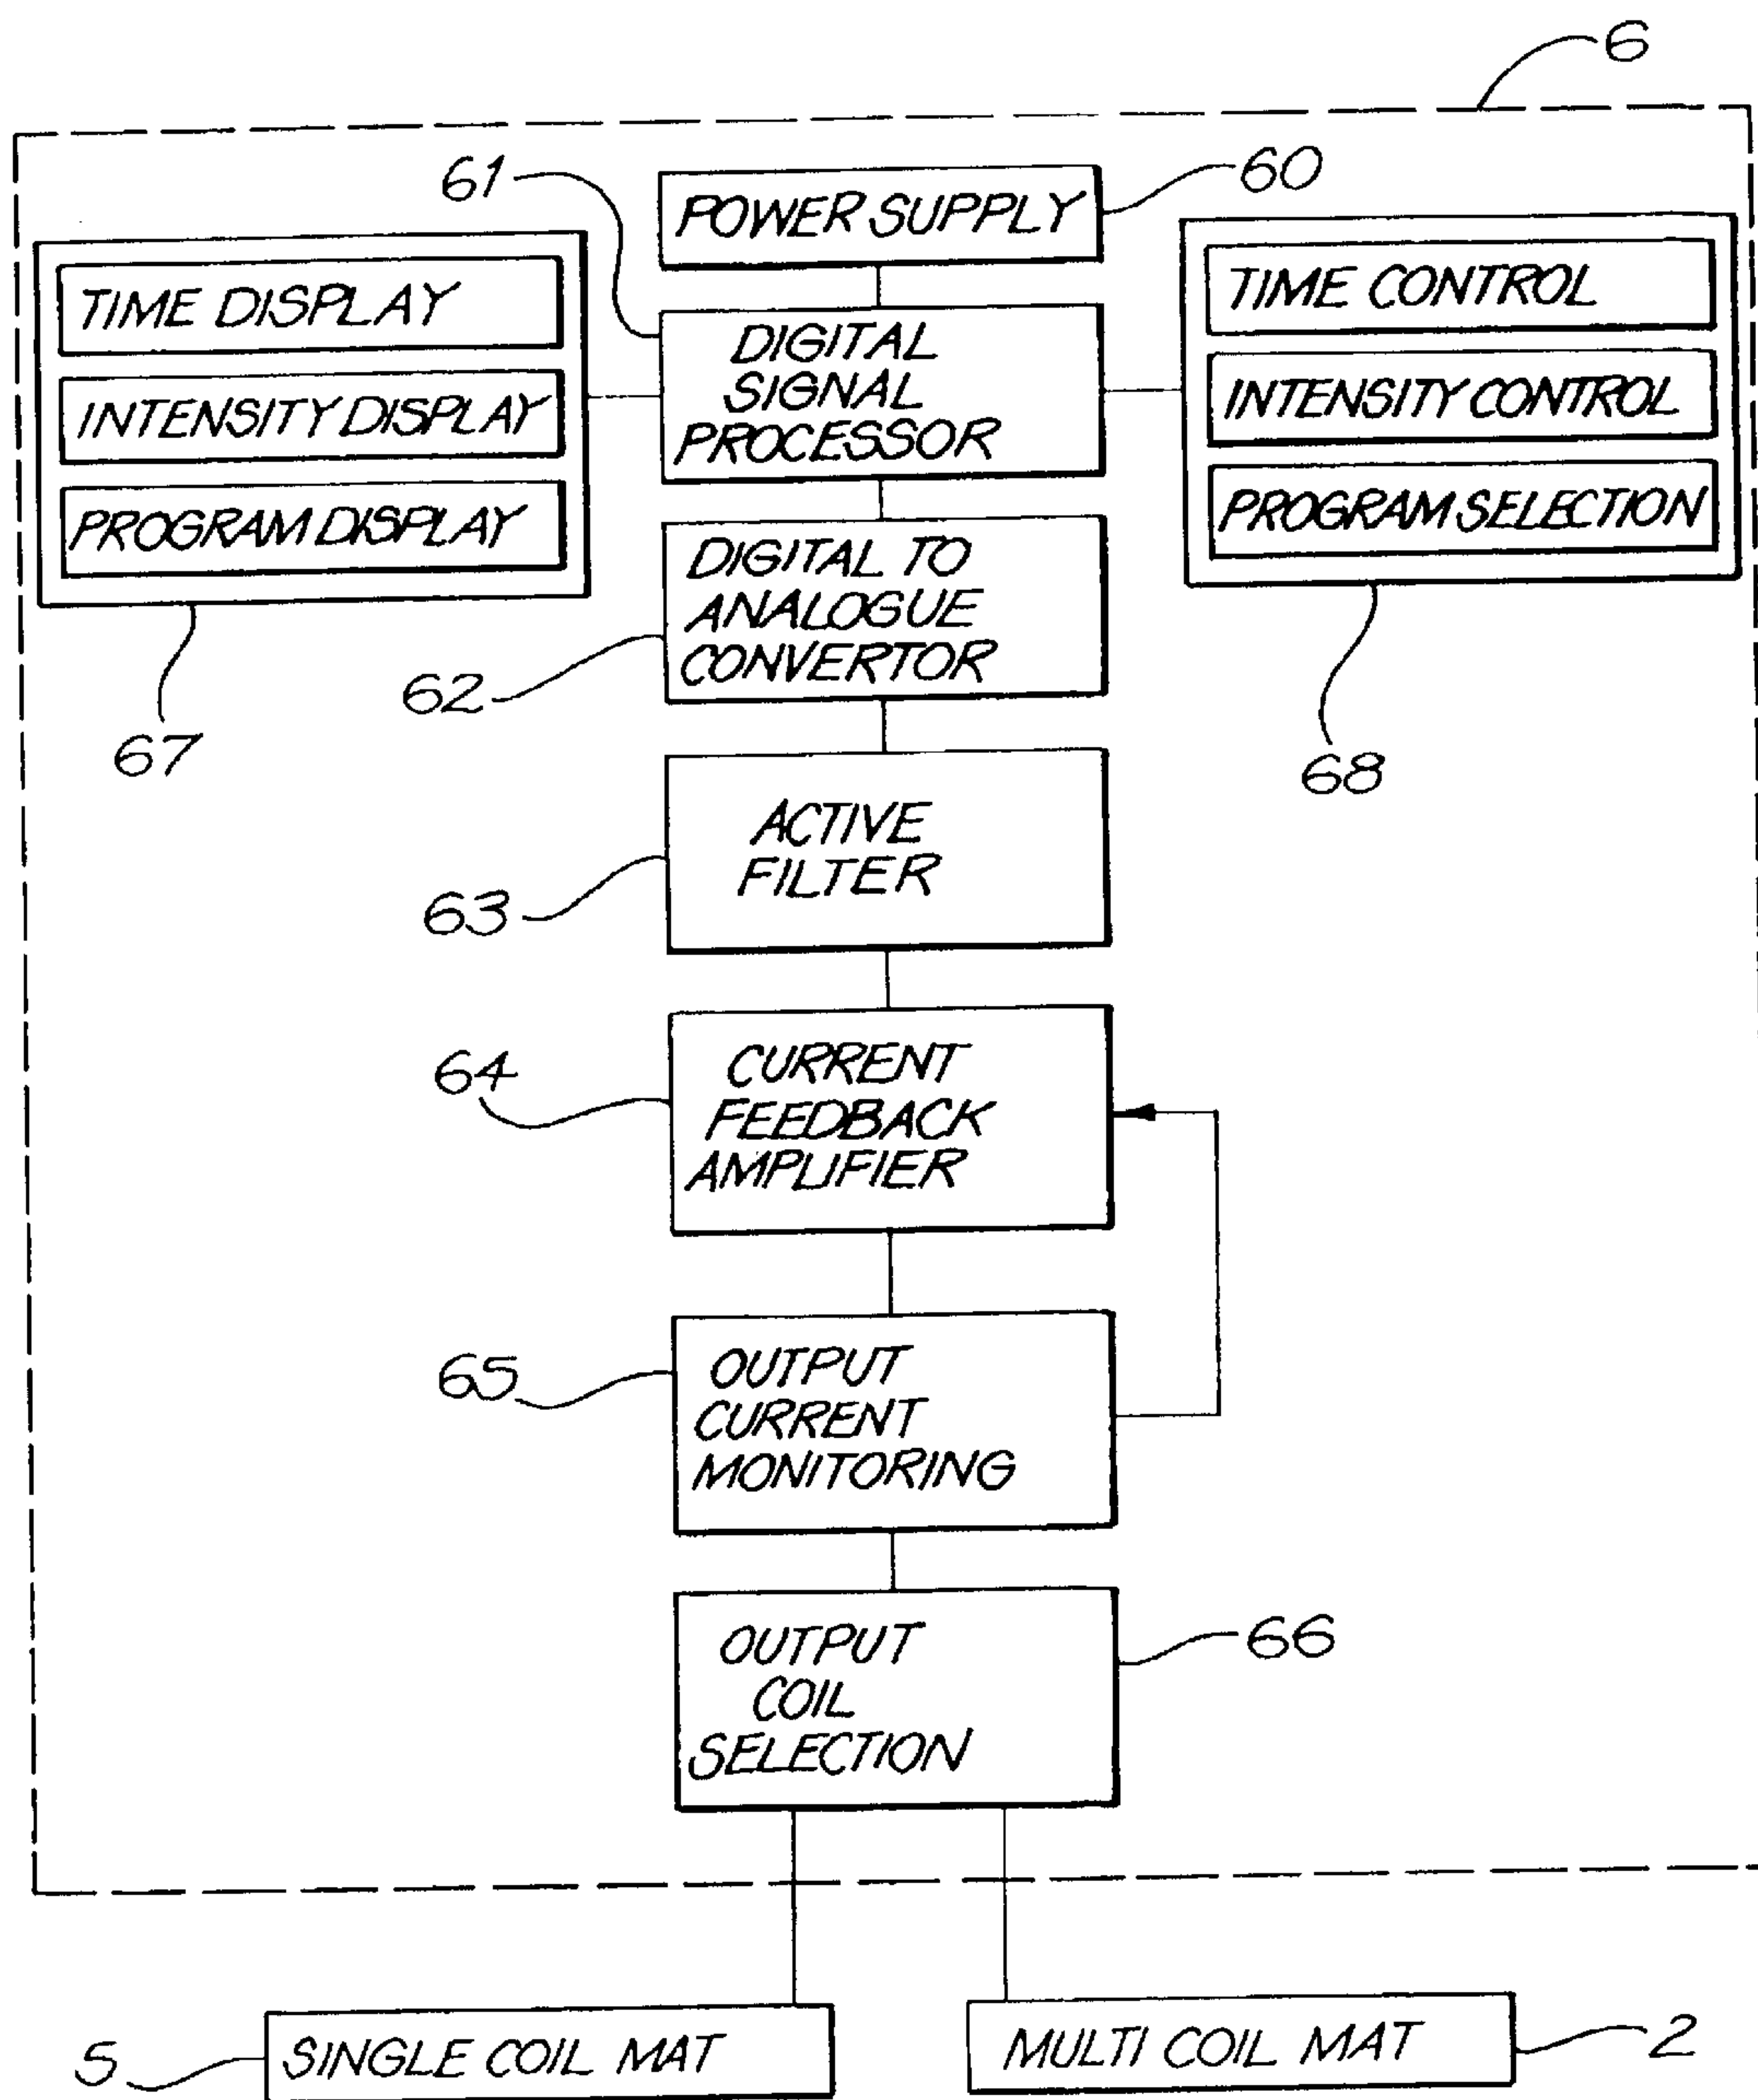 6
61
POWER SUPPLY
60
TIME DISPLAY
INTENSITY DISPLAY
PROGRAM DISPLAY
67
DIGITAL
SIGNAL
PROCESSOR
TIME CONTROL
INTENSITY CONTROL
PROGRAM SELECTION
68
DIGITAL TO
ANALOGUE
CONVERTOR
62
ACTIVE
FILTER
63
CURRENT
FEEDBACK
AMPLIFIER
64
OUTPUT
CURRENT
MONITORING
65
OUTPUT
COIL
SELECTION
66
5
SINGLE COIL MAT
MULTI COIL MAT
2